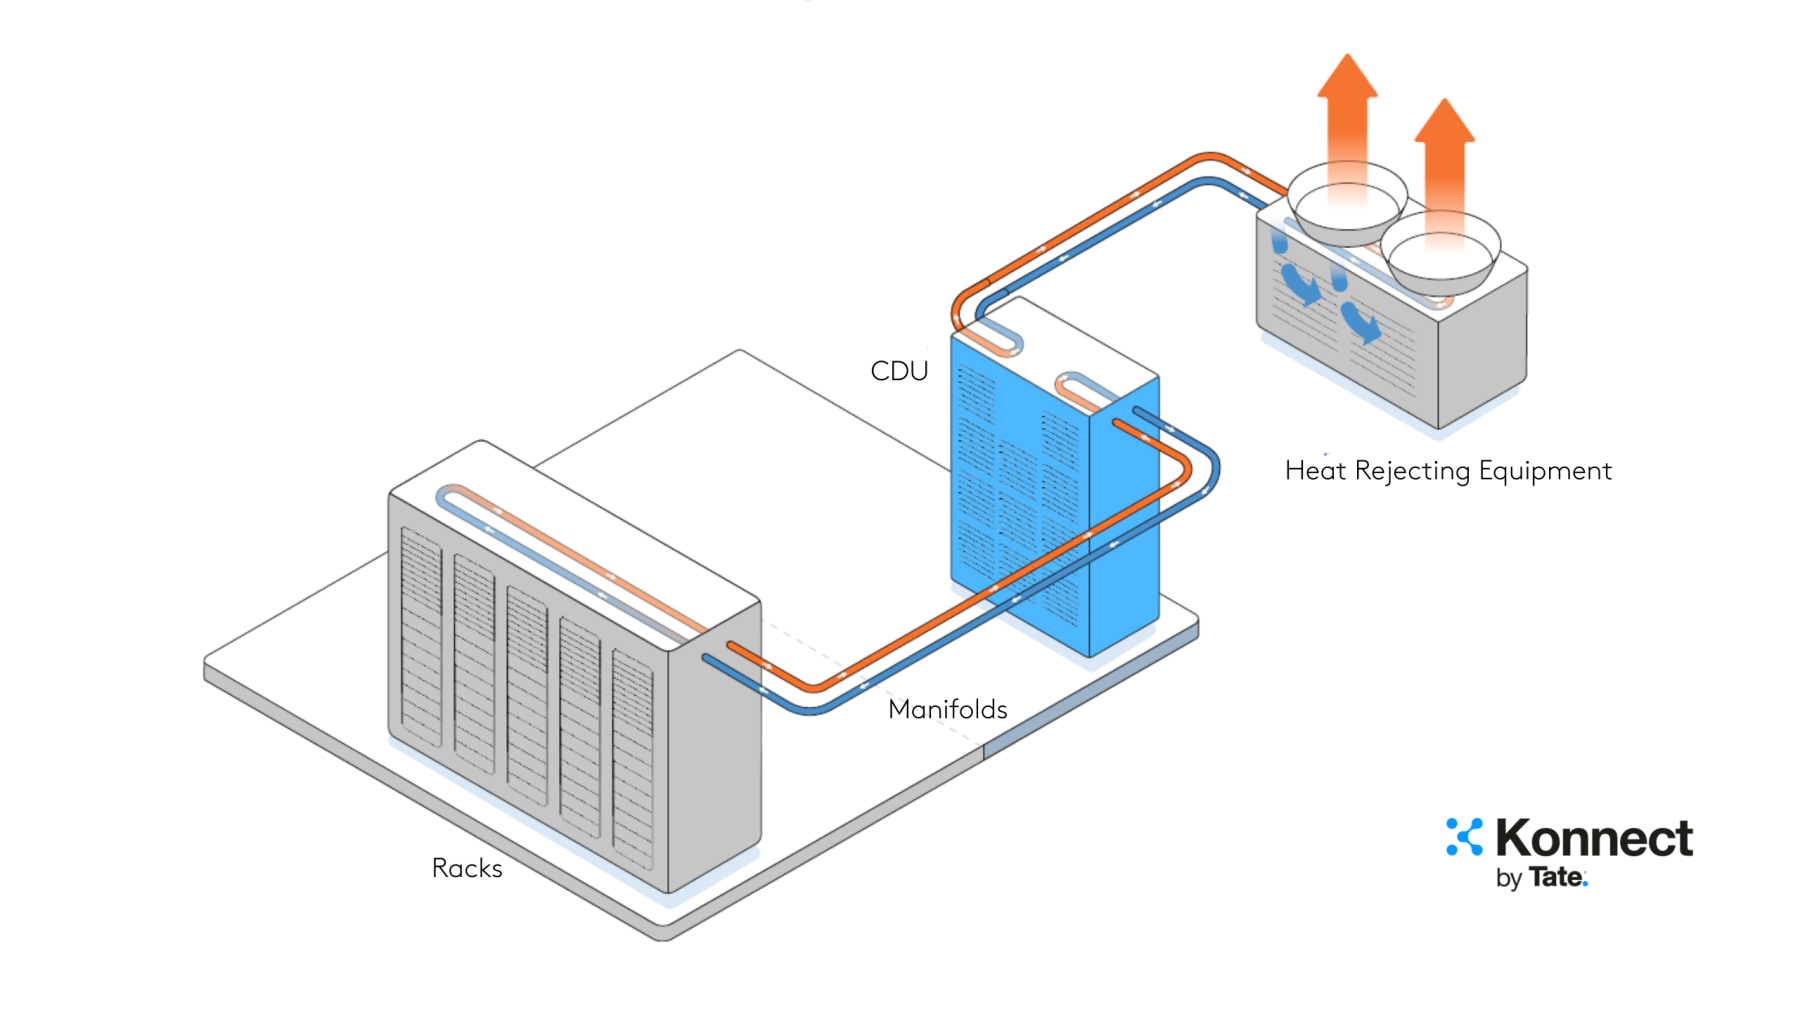 CDU
Heat Rejecting Equipment
Manifolds
Racks
Konnect
by Tate.